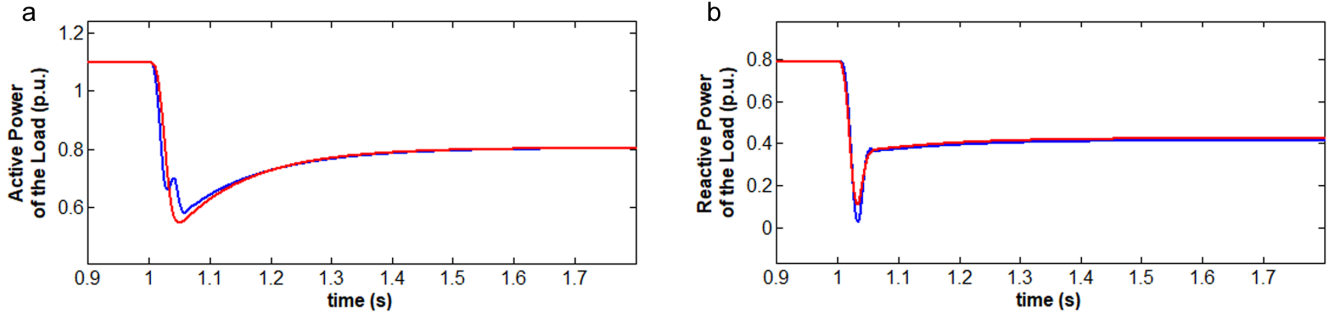 a
Active Power
of the Load (p.u.)
1.2
1
0.8
0.6
0.9 1 1.1 1.2 1.3 1.4 1.5 1.6 1.7
time (s)
b
Reactive Power
of the Load (p.u.)
0.8
0.6
0.4
0.2
0
0.9 1 1.1 1.2 1.3 1.4 1.5 1.6 1.7
time (s)